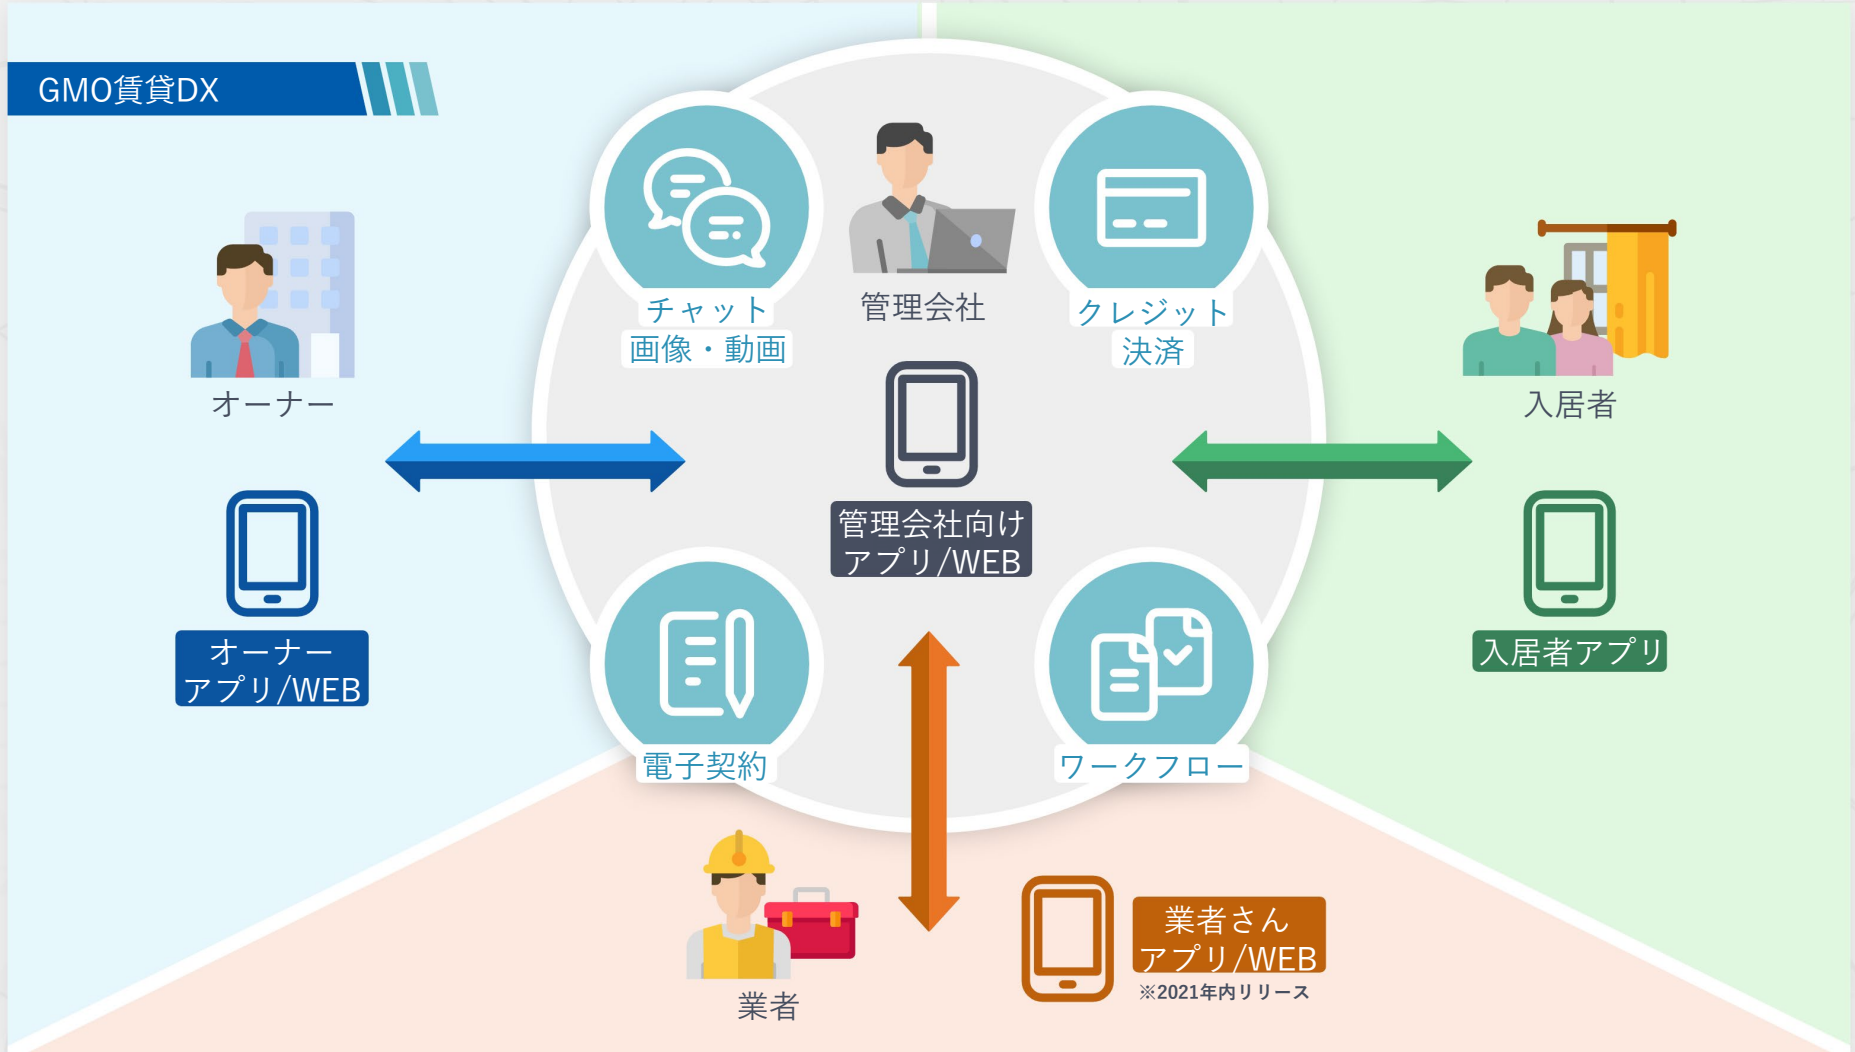 GMO賃貸DX
チャット
画像・動画
管理会社
クレジット
決済
オーナー
入居者
管理会社向け
アプリ/WEB
オーナー
アプリ/WEB
入居者アプリ
電子契約
ワークフロー
業者
業者さん
アプリ/WEB
※2021年内リリース